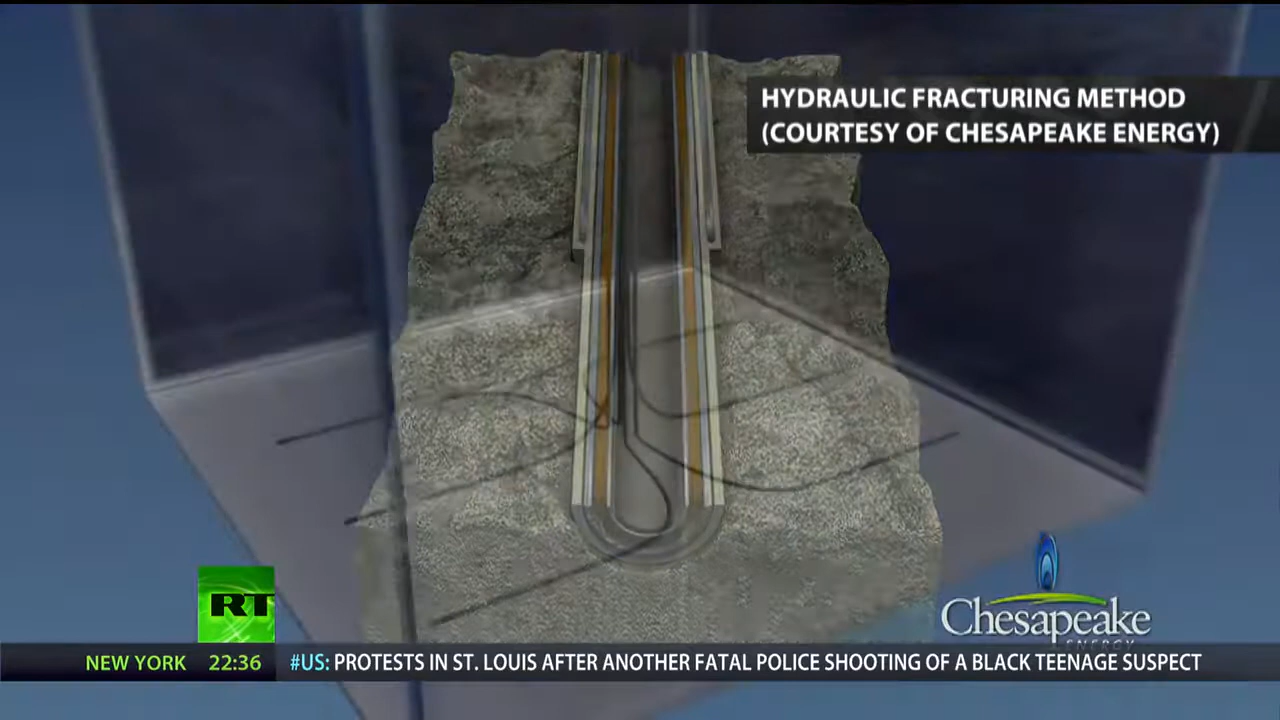 HYDRAULIC FRACTURING METHOD
(COURTESY OF CHESAPEAKE ENERGY)
RT
Chesapeake
ENERGY
NEW YORK 22:36 #US: PROTESTS IN ST. LOUIS AFTER ANOTHER FATAL POLICE SHOOTING OF A BLACK TEENAGE SUSPECT